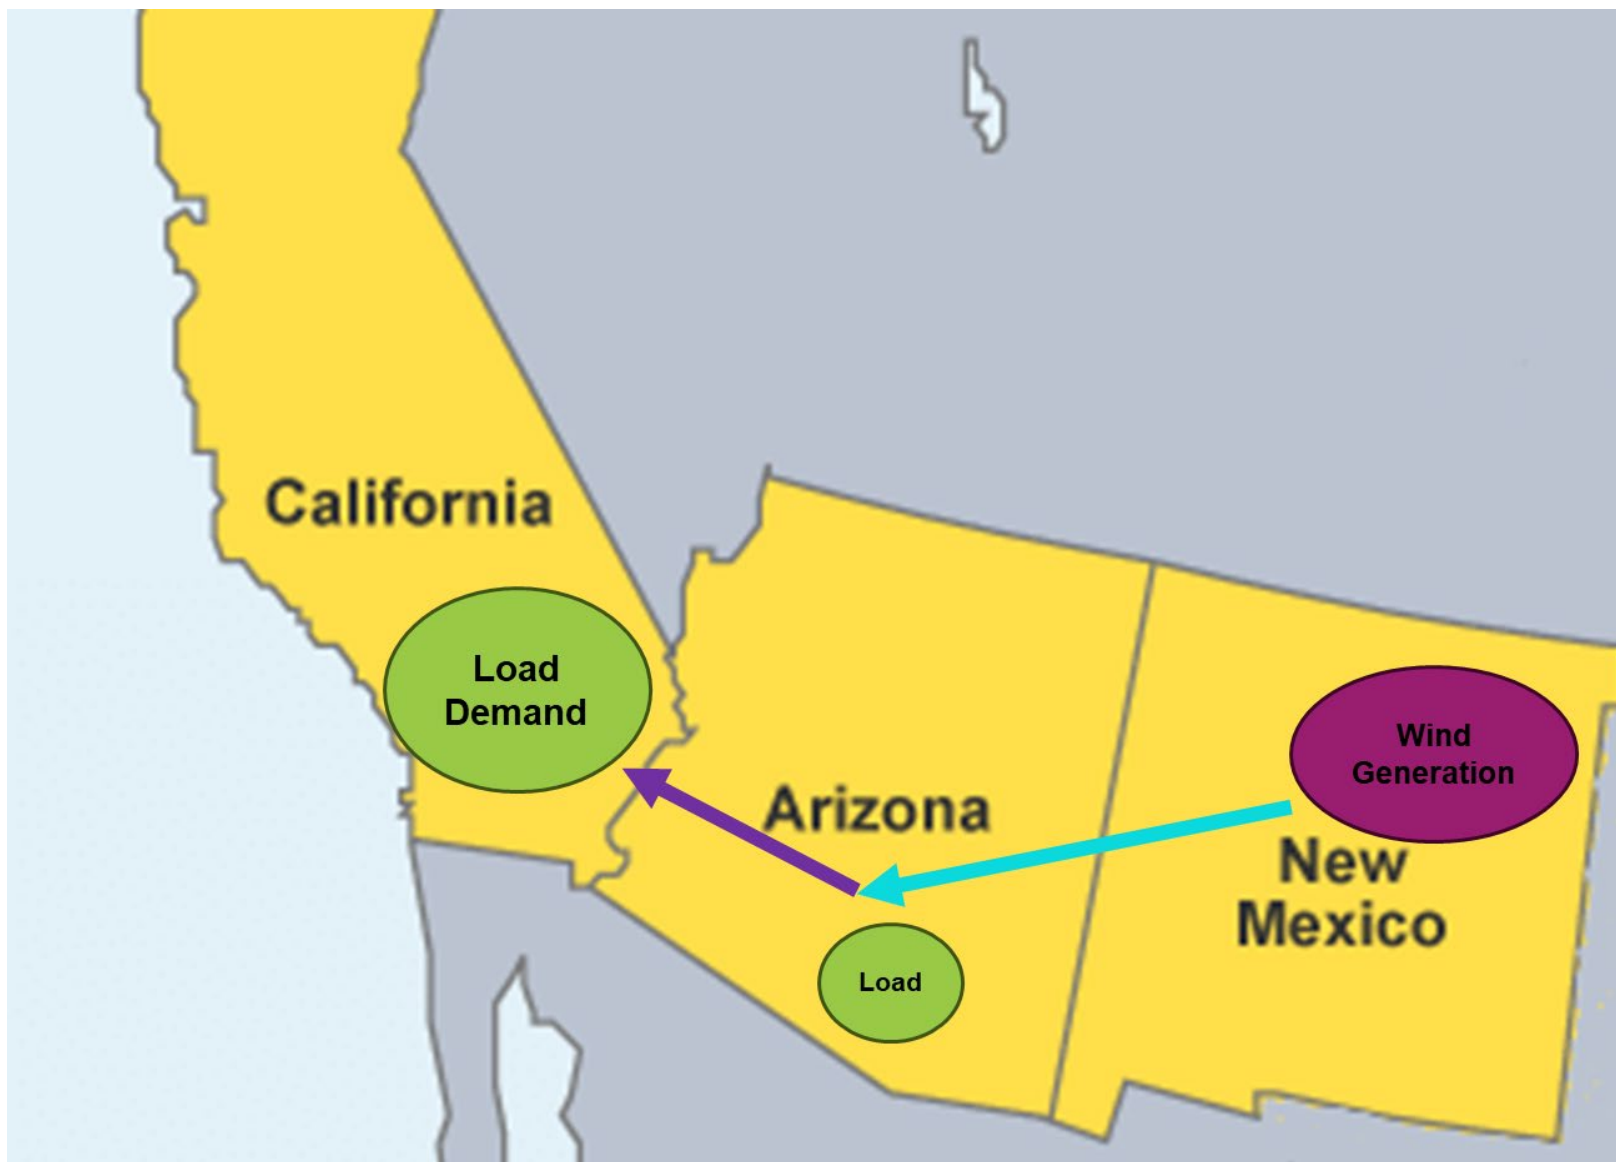 California
Load
Demand
Arizona
Wind
Generation
New
Mexico
Load